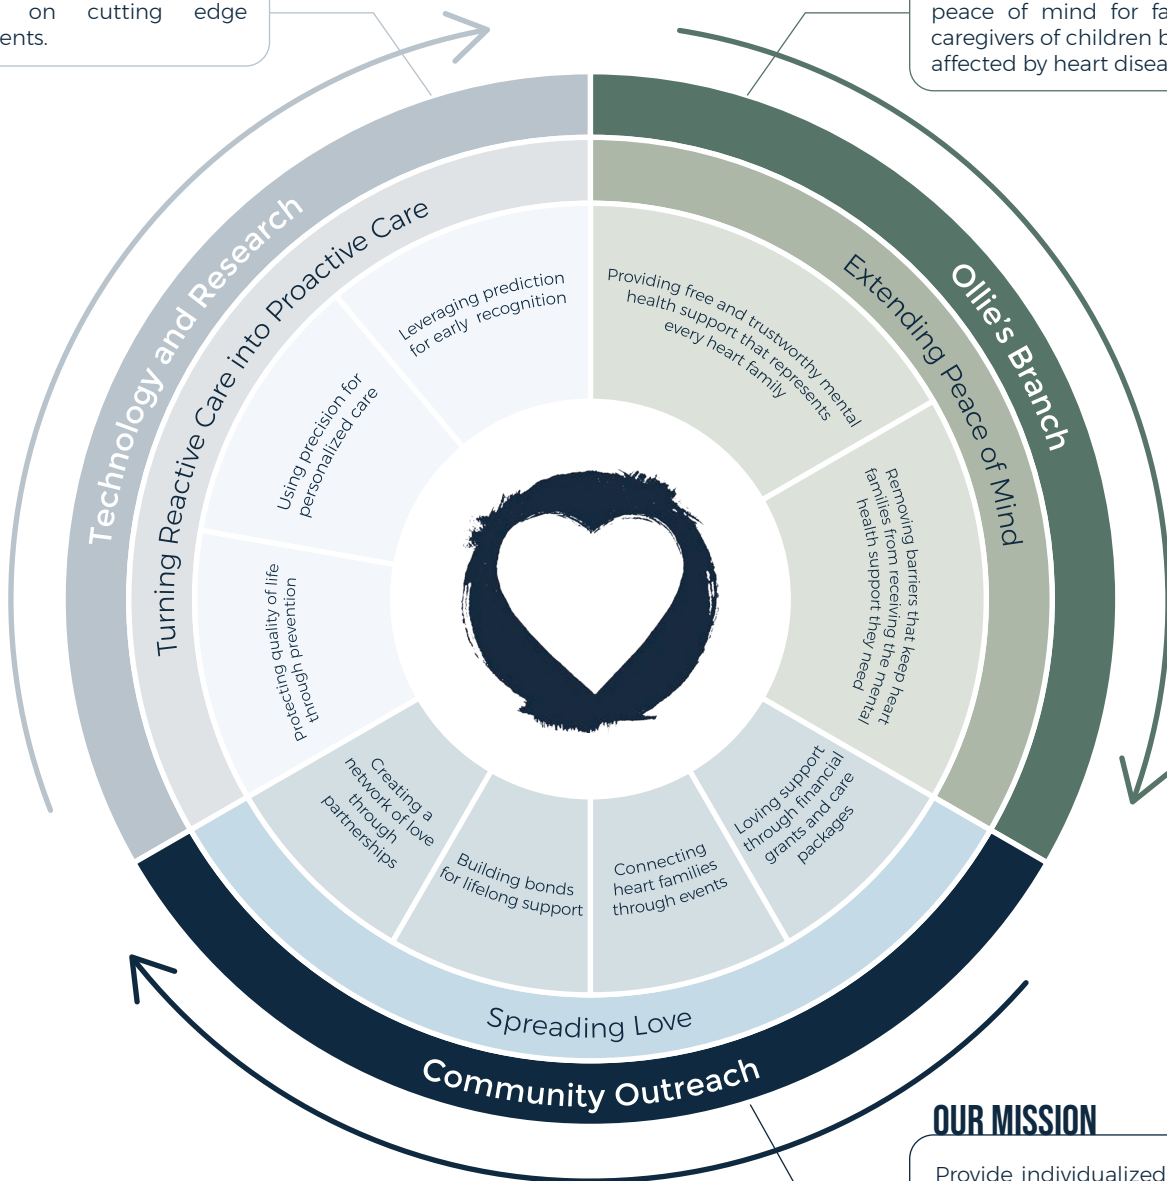 on cutting edge
ents.
peace of mind for fa
caregivers of children b
affected by heart disea
Technology and Research
Turning Reactive Care into Proactive Care
Leveraging prediction
for early recognition
Using precision for
personalized care
Protecting quality of life
through prevention
Ollie's Branch
Extending Peace of Mind
Providing free and trustworthy mental
health support that represents
every heart family
Removing barriers that keep heart
families from receiving the mental
health support they need
Loving support
through financial
grants and care
packages
Connecting
heart families
through events
Building bonds
for lifelong support
Creating a
network of love
through
partnerships
Spreading Love
Community Outreach
OUR MISSION
Provide individualized